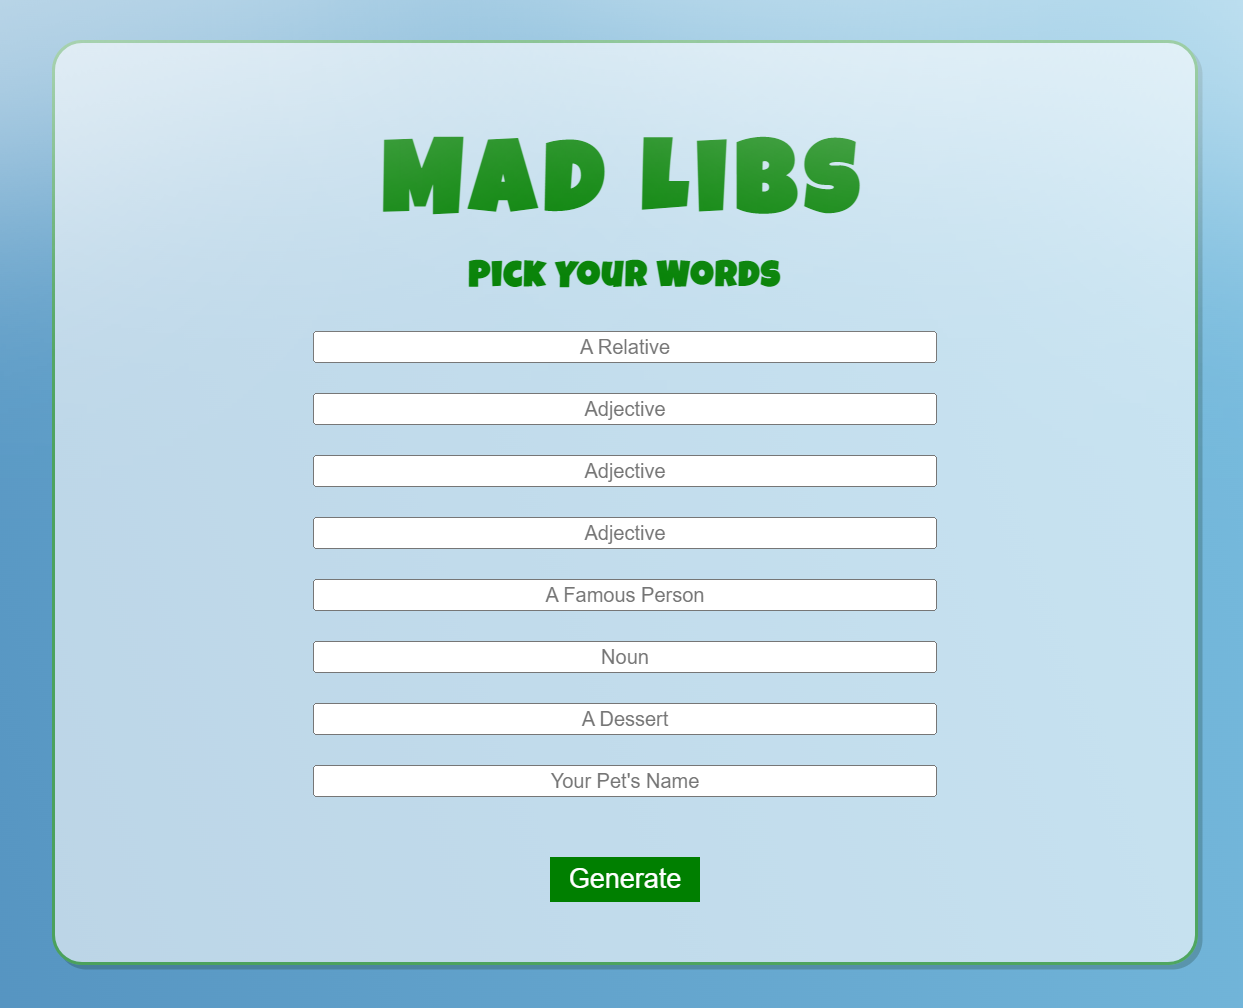 MAD LIBS
PICK YOUR WORDS
A Relative
Adjective
Adjective
Adjective
A Famous Person
Noun
A Dessert
Your Pet's Name
Generate